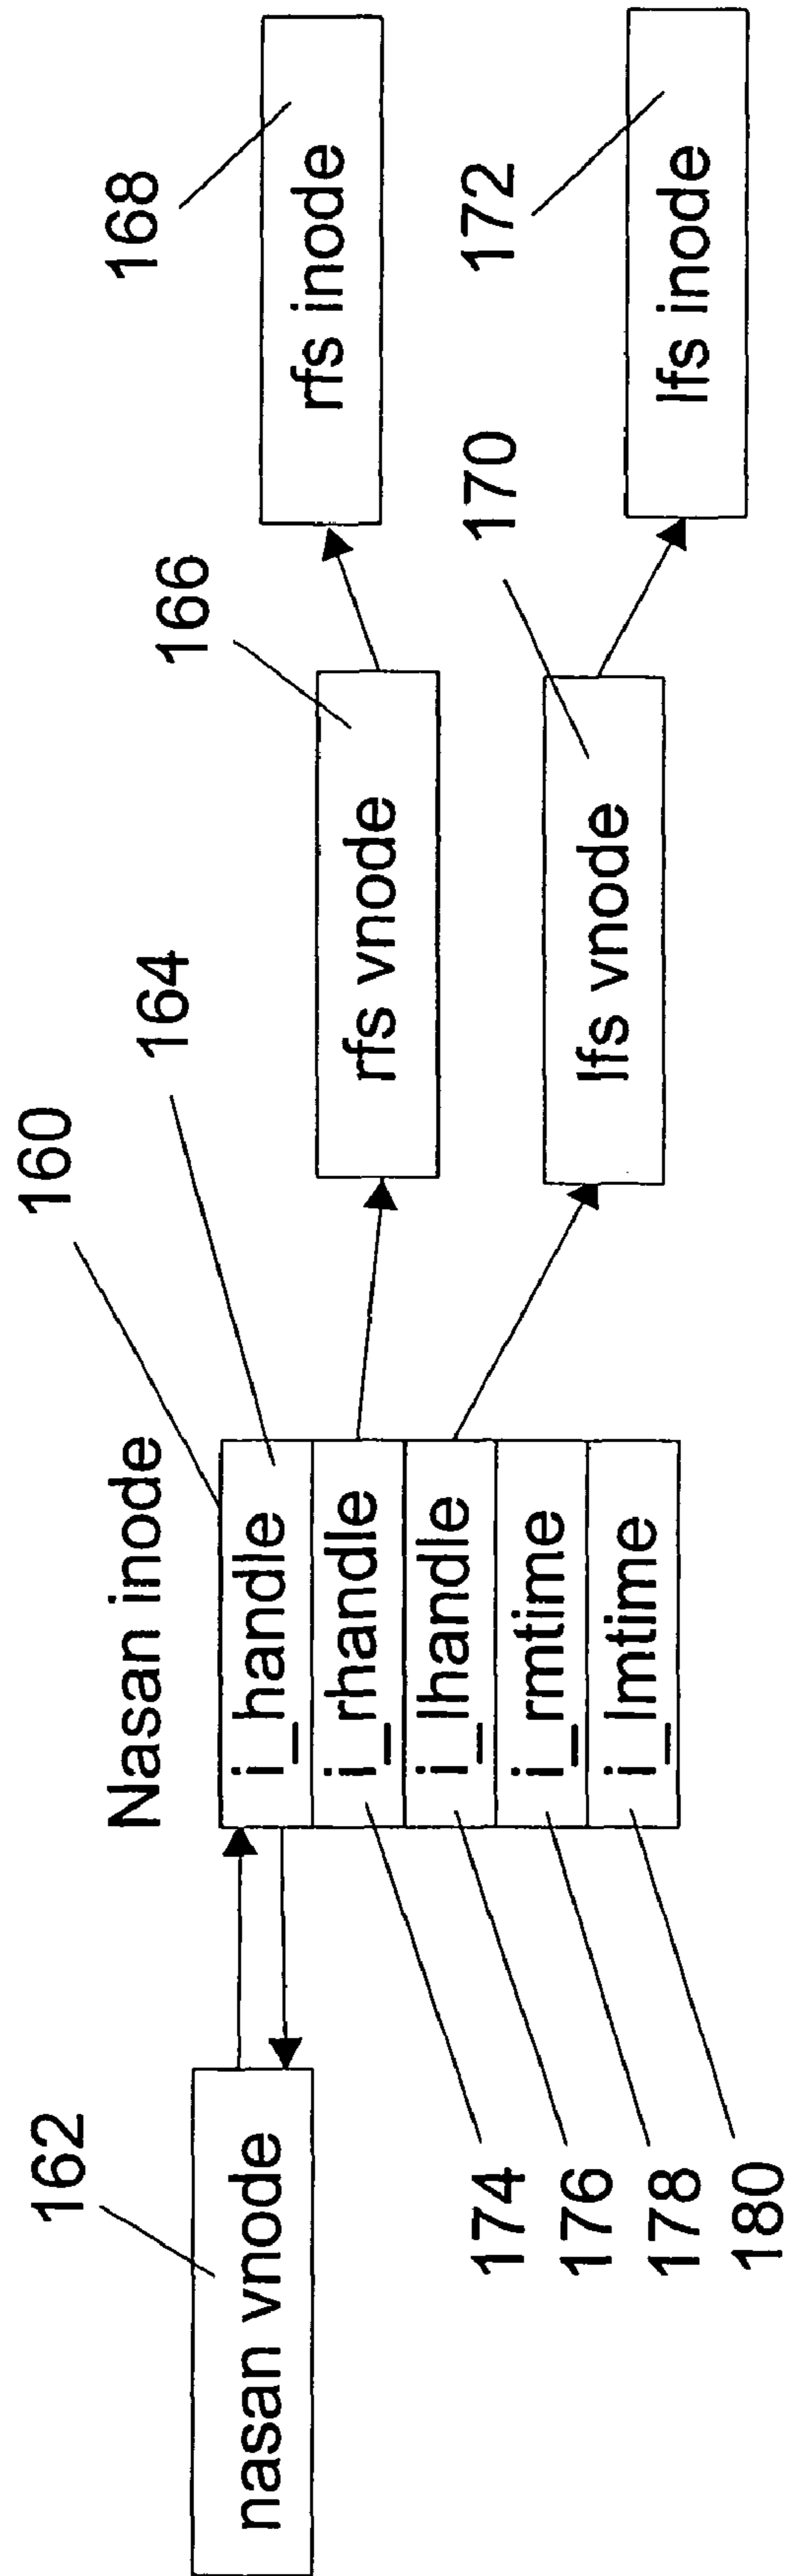 160
Nasan inode
164
168
166
162
nasan vnode
i_handle
i_rhandle
i_lhandle
i_rmtime
i_lmtime
rfs vnode
rfs inode
172
170
lfs vnode
lfs inode
174
176
178
180